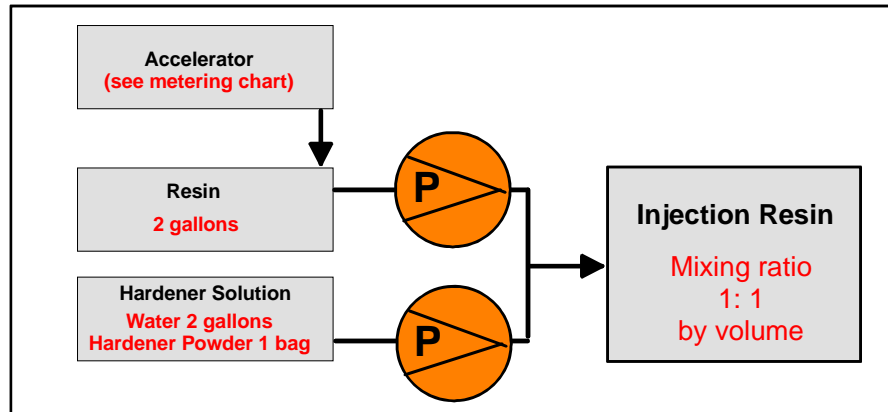 Accelerator
(see metering chart)
Resin
2 gallons
P
Hardener Solution
Water 2 gallons
Hardener Powder 1 bag
P
Injection Resin
Mixing ratio
1: 1
by volume